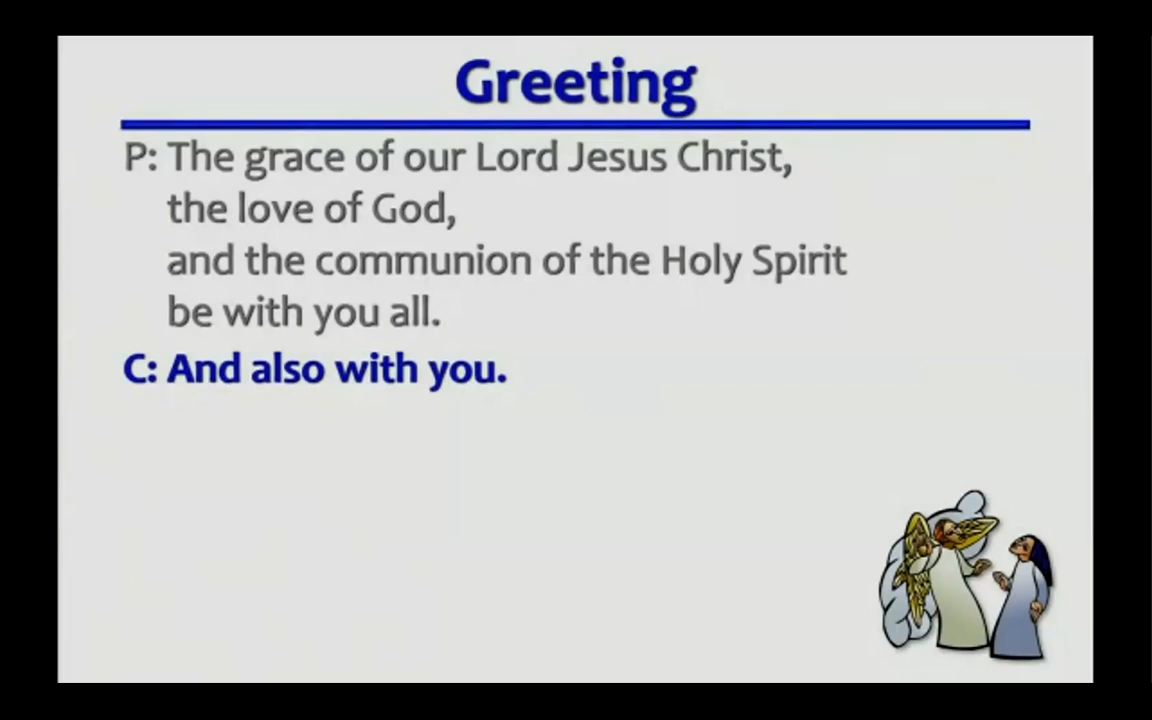 Greeting
P: The grace of our Lord Jesus Christ,
the love of God,
and the communion of the Holy Spirit
be with you all.
C: And also with you.